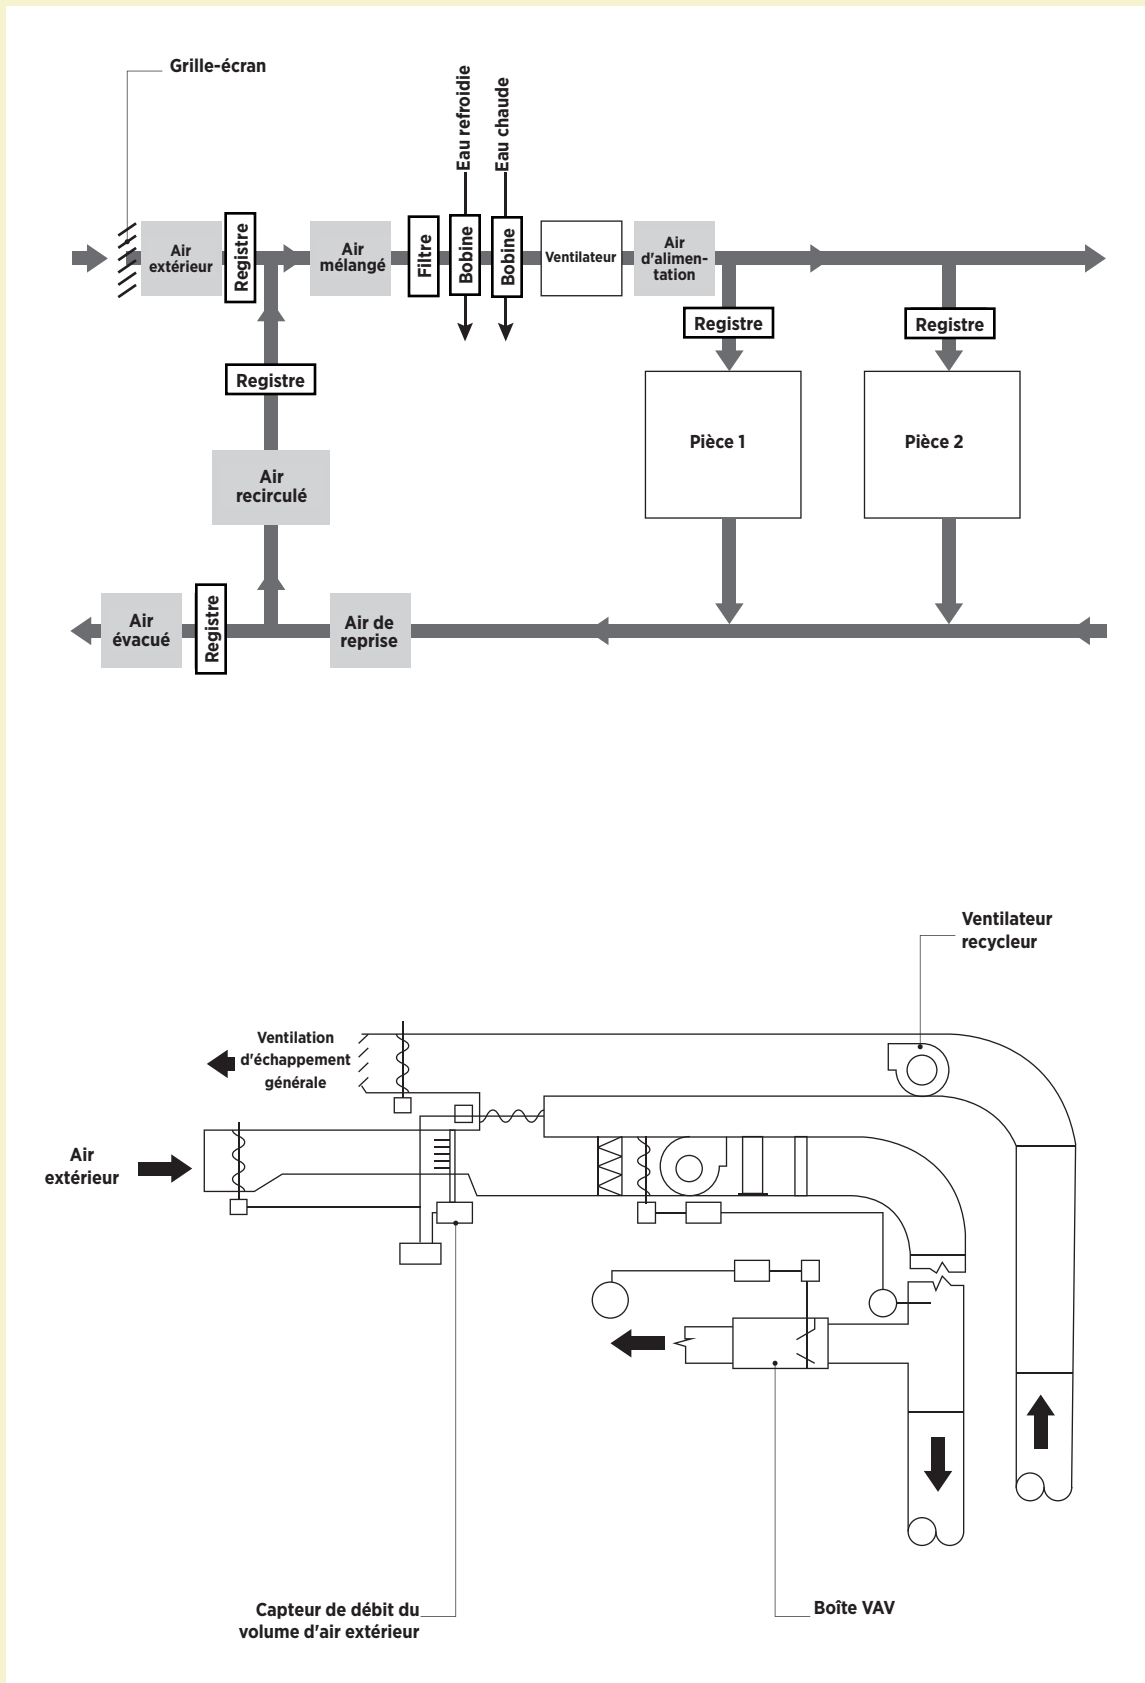 Grille-écran
Eau refroidie
Eau chaude
Air
extérieur
Registre
Air
mélangé
Filtre
Bobine
Bobine
Ventilateur
Air
d'alimen-
tation
Registre
Registre
Registre
Pièce 1
Pièce 2
Air
recirculé
Air
évacué
Registre
Air de
reprise
Ventilateur
recycleur
Ventilation
d'échappement
générale
Air
extérieur
Capteur de débit du
volume d'air extérieur
Boîte VAV